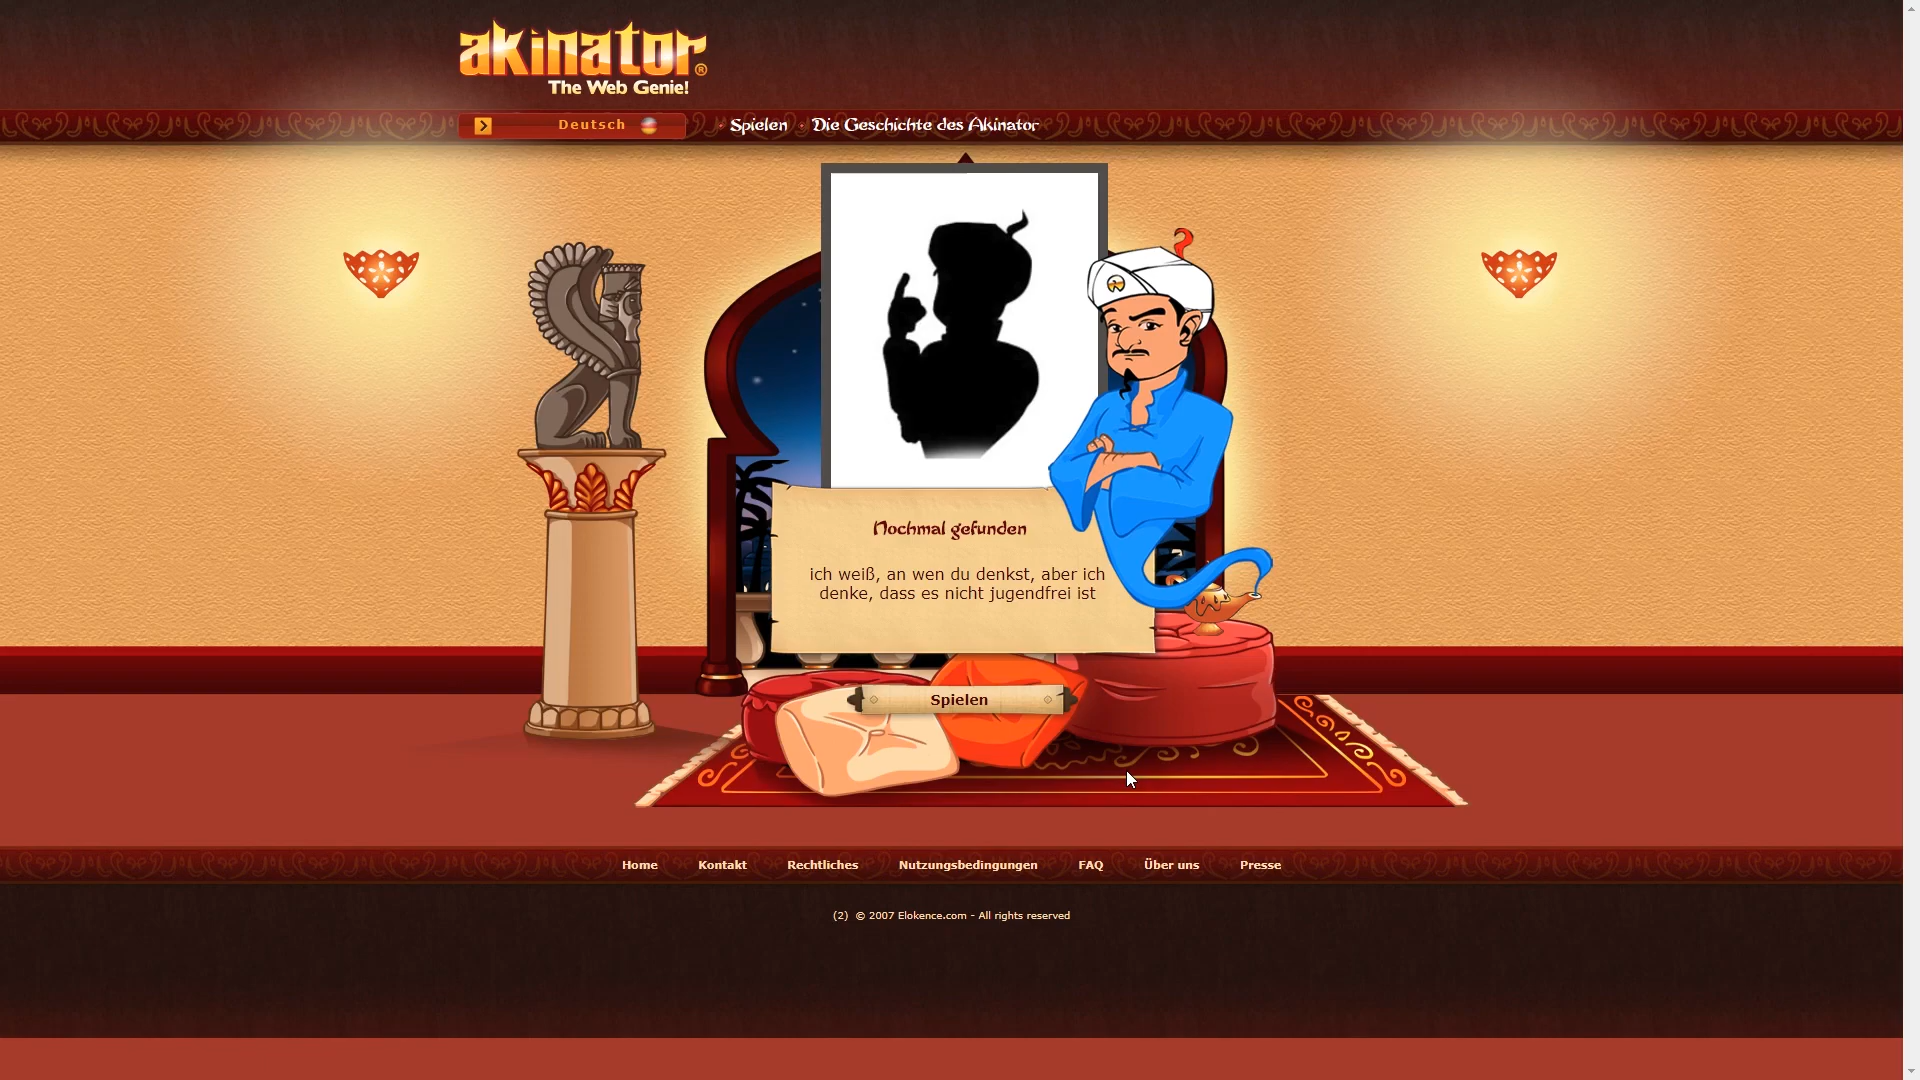 akinator®
The Web Genie!
Deutsch
Spielen
Die Geschichte des Akinator
Nochmal gefunden
ich weiß, an wen du denkst, aber ich
denke, dass es nicht jugendfrei ist
Spielen
Home Kontakt Rechtliches Nutzungsbedingungen FAQ Über uns Presse
(2) © 2007 Elokence.com - All rights reserved